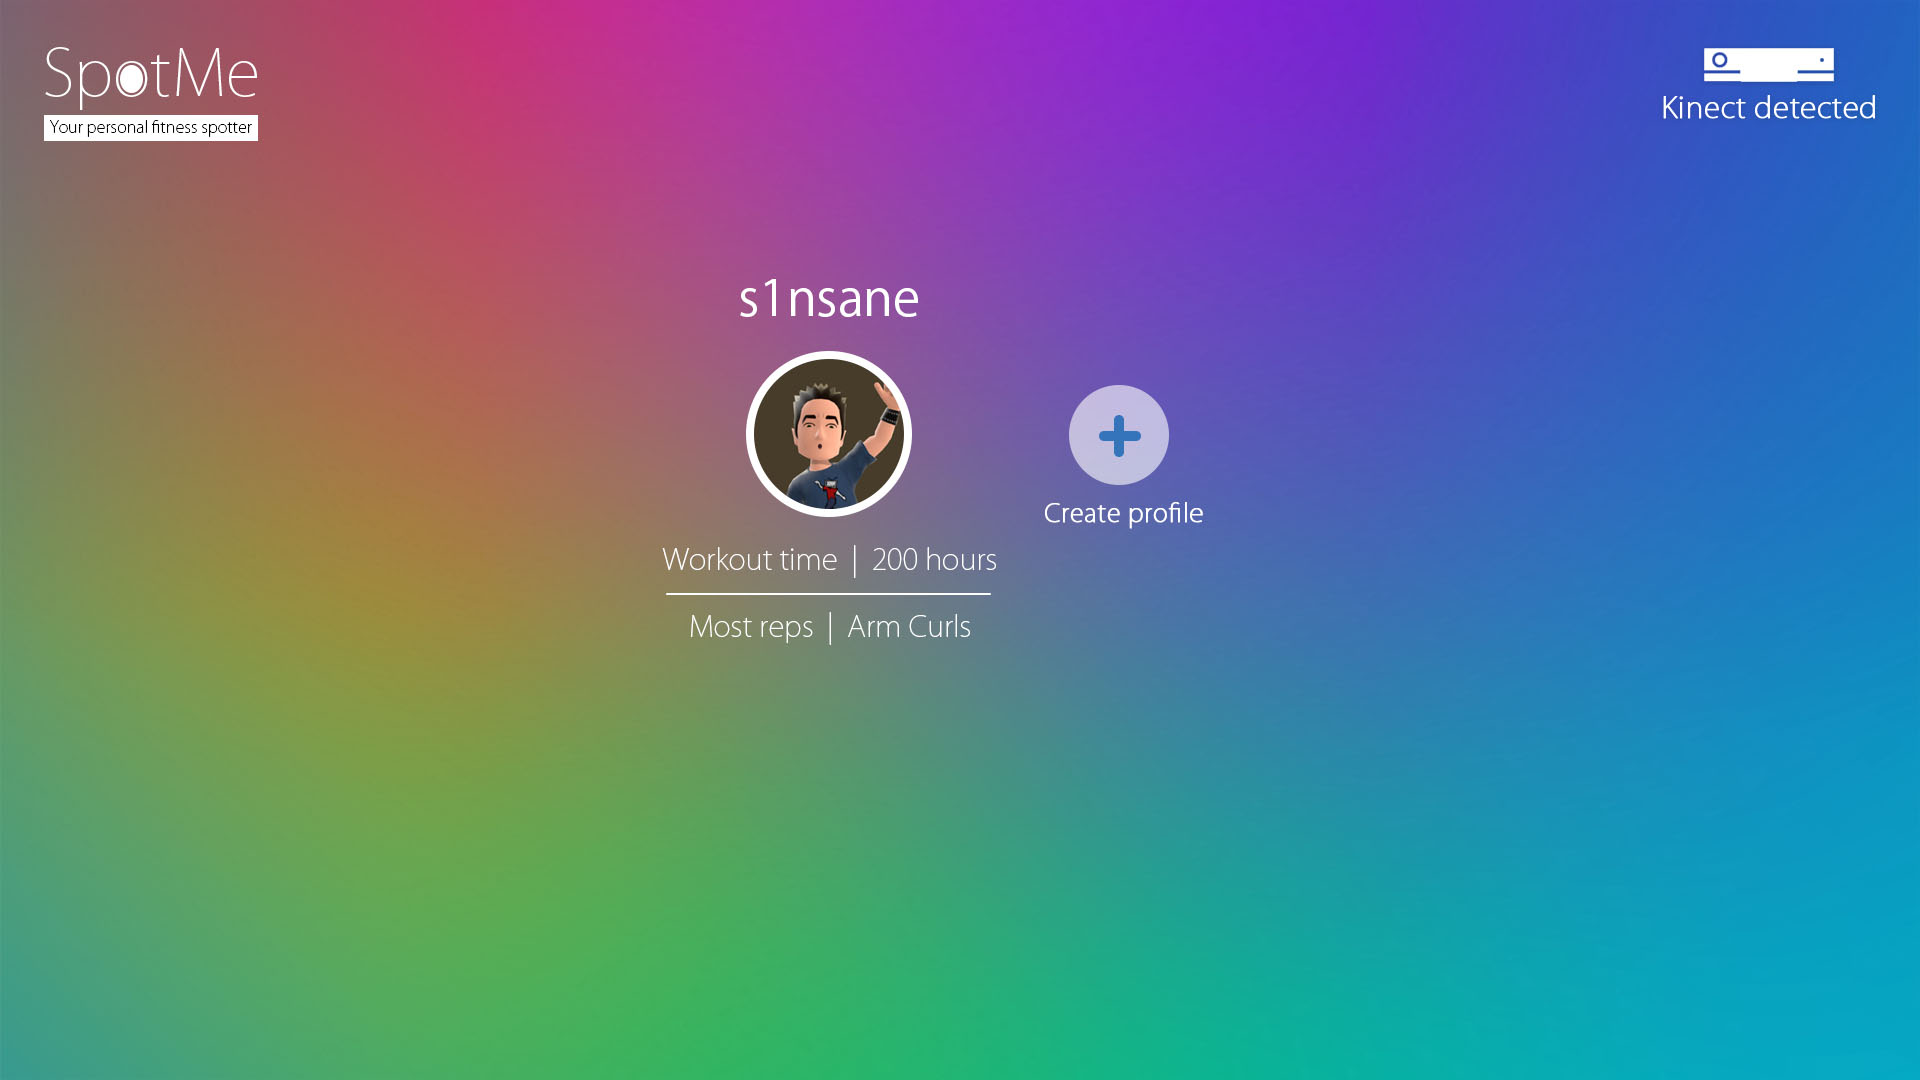 SpotMe
Your personal fitness spotter
Kinect detected
s1nsane
Create profile
Workout time | 200 hours
Most reps | Arm Curls